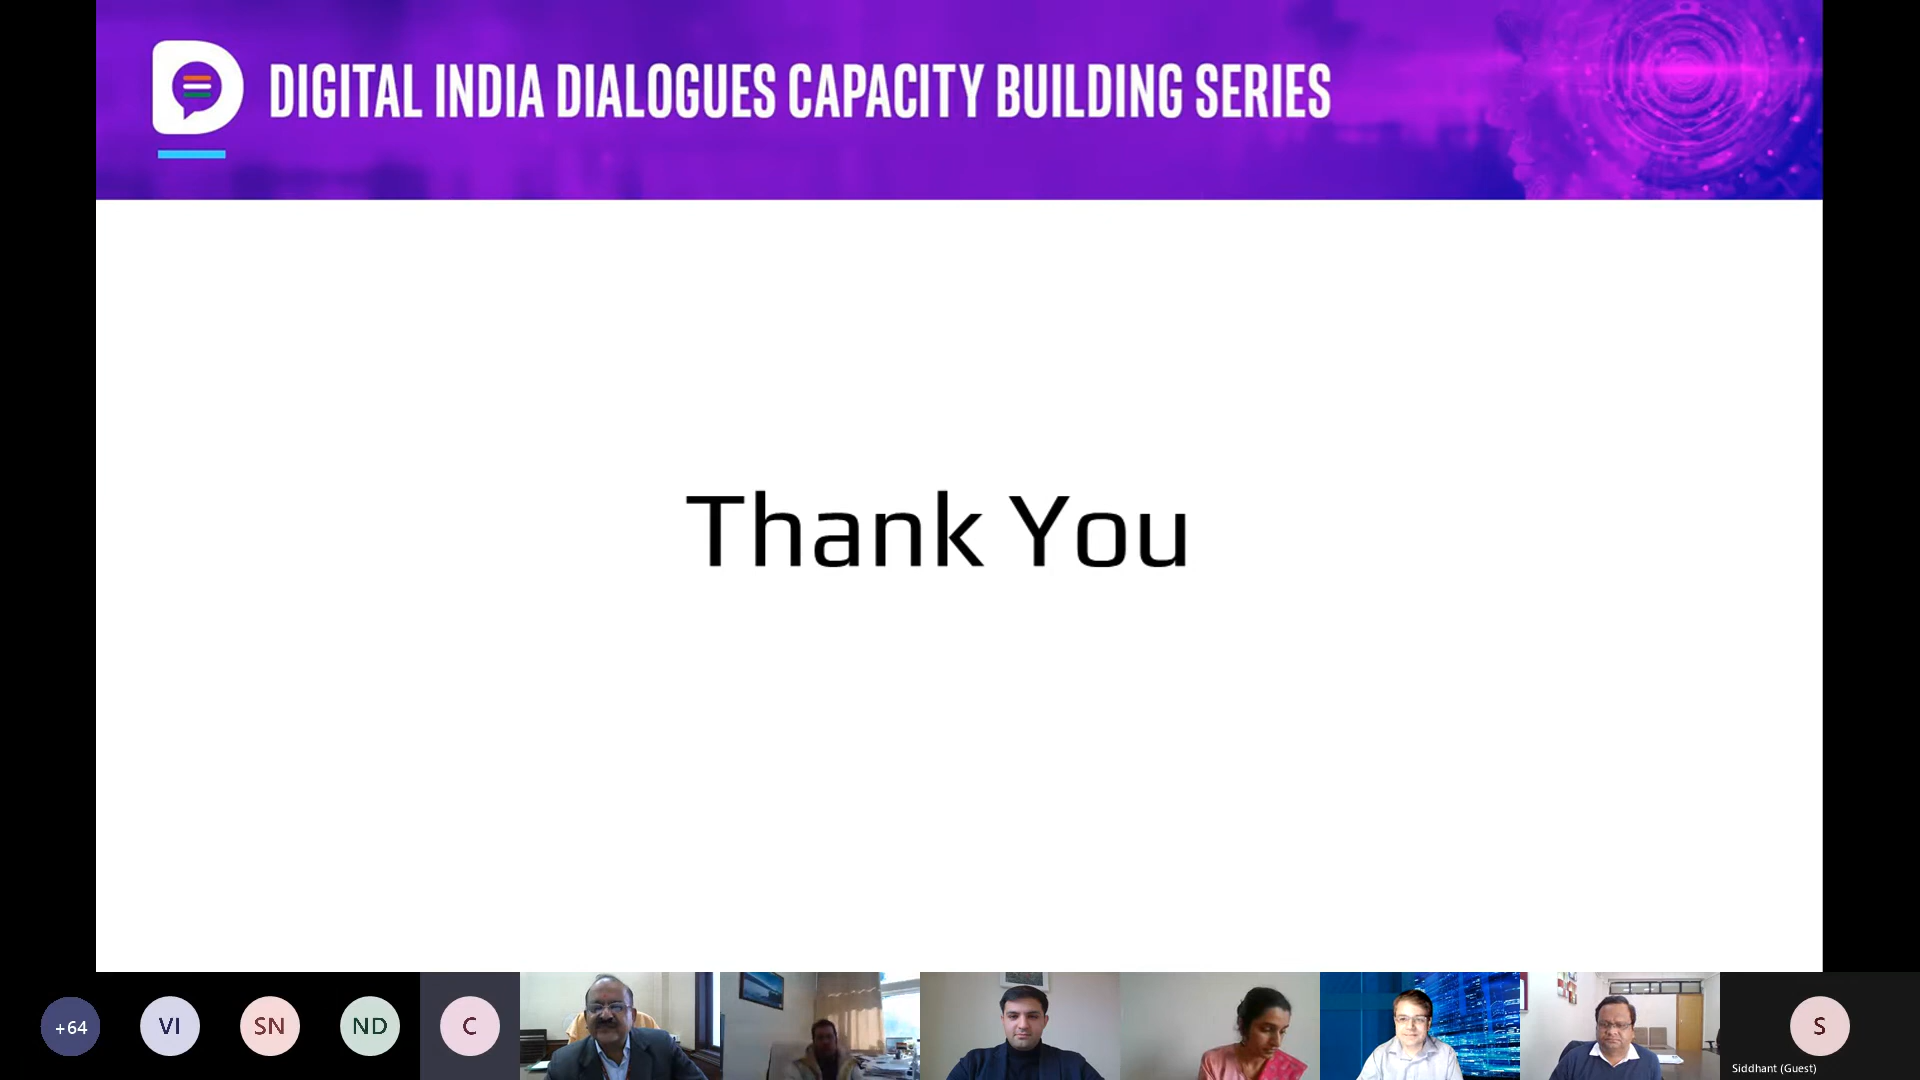 DIGITAL INDIA DIALOGUES CAPACITY BUILDING SERIES
Thank You
+64
VI
SN
ND
C
S
Siddhant (Guest)